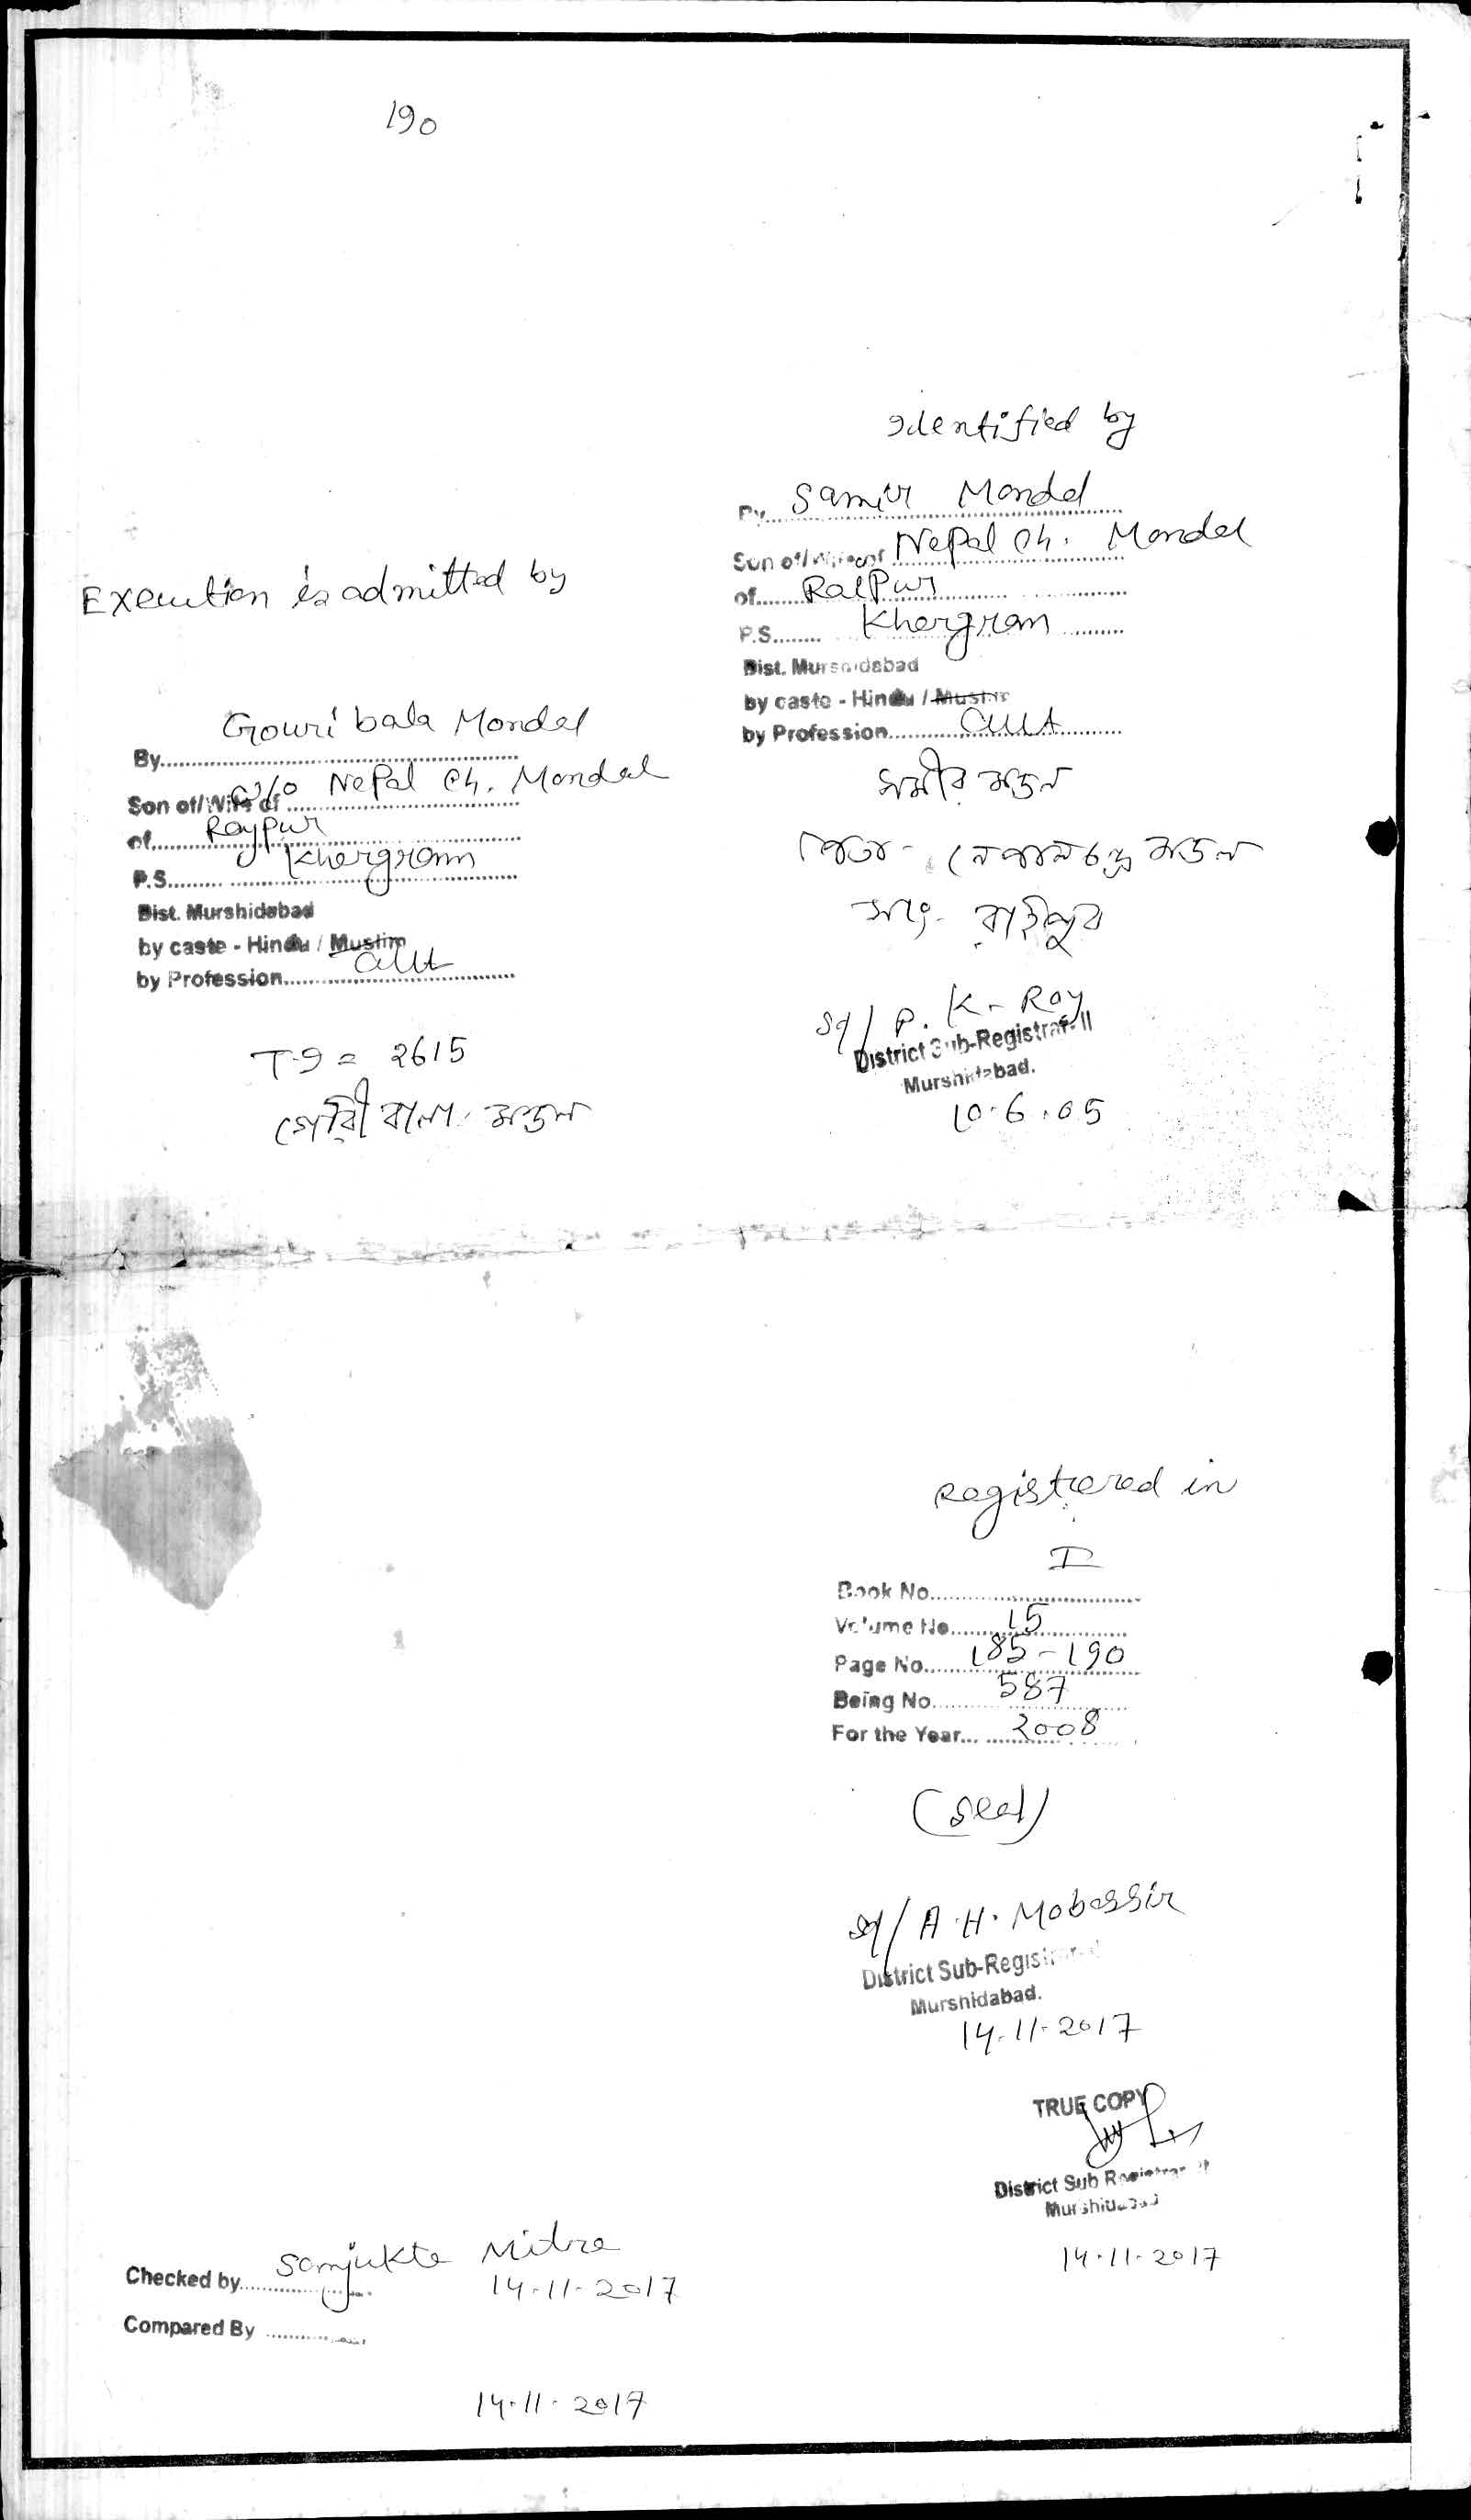 190
Execution is admitted by
Gouri bala Mondal
By
W/o Nepal Ch. Mondal
Son of/Wife of
of Raypur
P.S. Khargram
Dist. Murshidabad
by caste - Hindu / Muslim
by Profession Cult
T.9 = 2615
গৌরী বালা মন্ডল
Identified by
By Samir Mondal
Son of/Wife of Nepal Ch. Mondal
of Raipur
P.S. Khargram
Dist. Murshidabad
by caste - Hindu / Muslim
by Profession Cult
সমীর মন্ডল
পিতা - নেপালচন্দ্র মন্ডল
সাং - রাইপুর
Sd/ P. K. Roy
District Sub-Registrar-II
Murshidabad.
10.6.05
Registered in
Book No. I
Volume No. 15
Page No. 185-190
Being No. 587
For the Year 2008
(Seal)
Sd/ A.H. Mobassir
District Sub-Registrar
Murshidabad.
14.11.2017
TRUE COPY
District Sub Registrar II
Murshidabad
14.11.2017
Checked by Sanjukta Mitra
14-11-2017
Compared By
14.11.2017